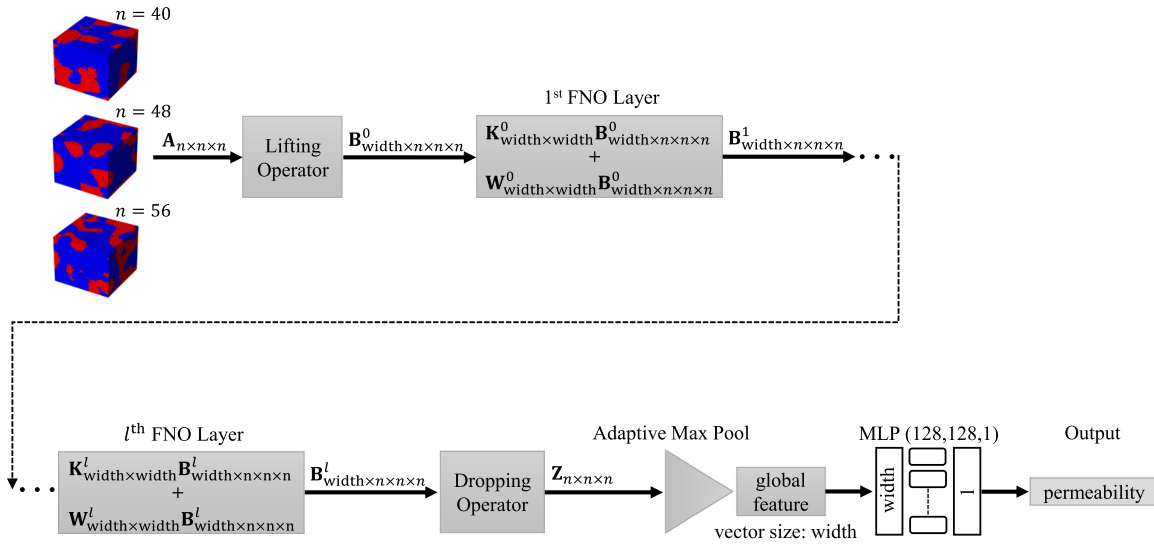 n = 40
n = 48
n = 56
A_{n×n×n}
Lifting
Operator
B^0_{width×n×n×n}
1st FNO Layer
K^0_{width×width}B^0_{width×n×n×n}
+
W^0_{width×width}B^0_{width×n×n×n}
B^1_{width×n×n×n}
lth FNO Layer
K^l_{width×width}B^l_{width×n×n×n}
+
W^l_{width×width}B^l_{width×n×n×n}
B^l_{width×n×n×n}
Dropping
Operator
Z_{n×n×n}
Adaptive Max Pool
global
feature
vector size: width
MLP (128,128,1)
width
1
Output
permeability